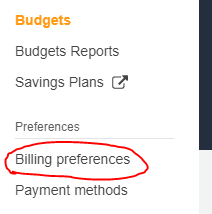 Budgets
Budgets Reports
Savings Plans
Preferences
Billing preferences
Payment methods